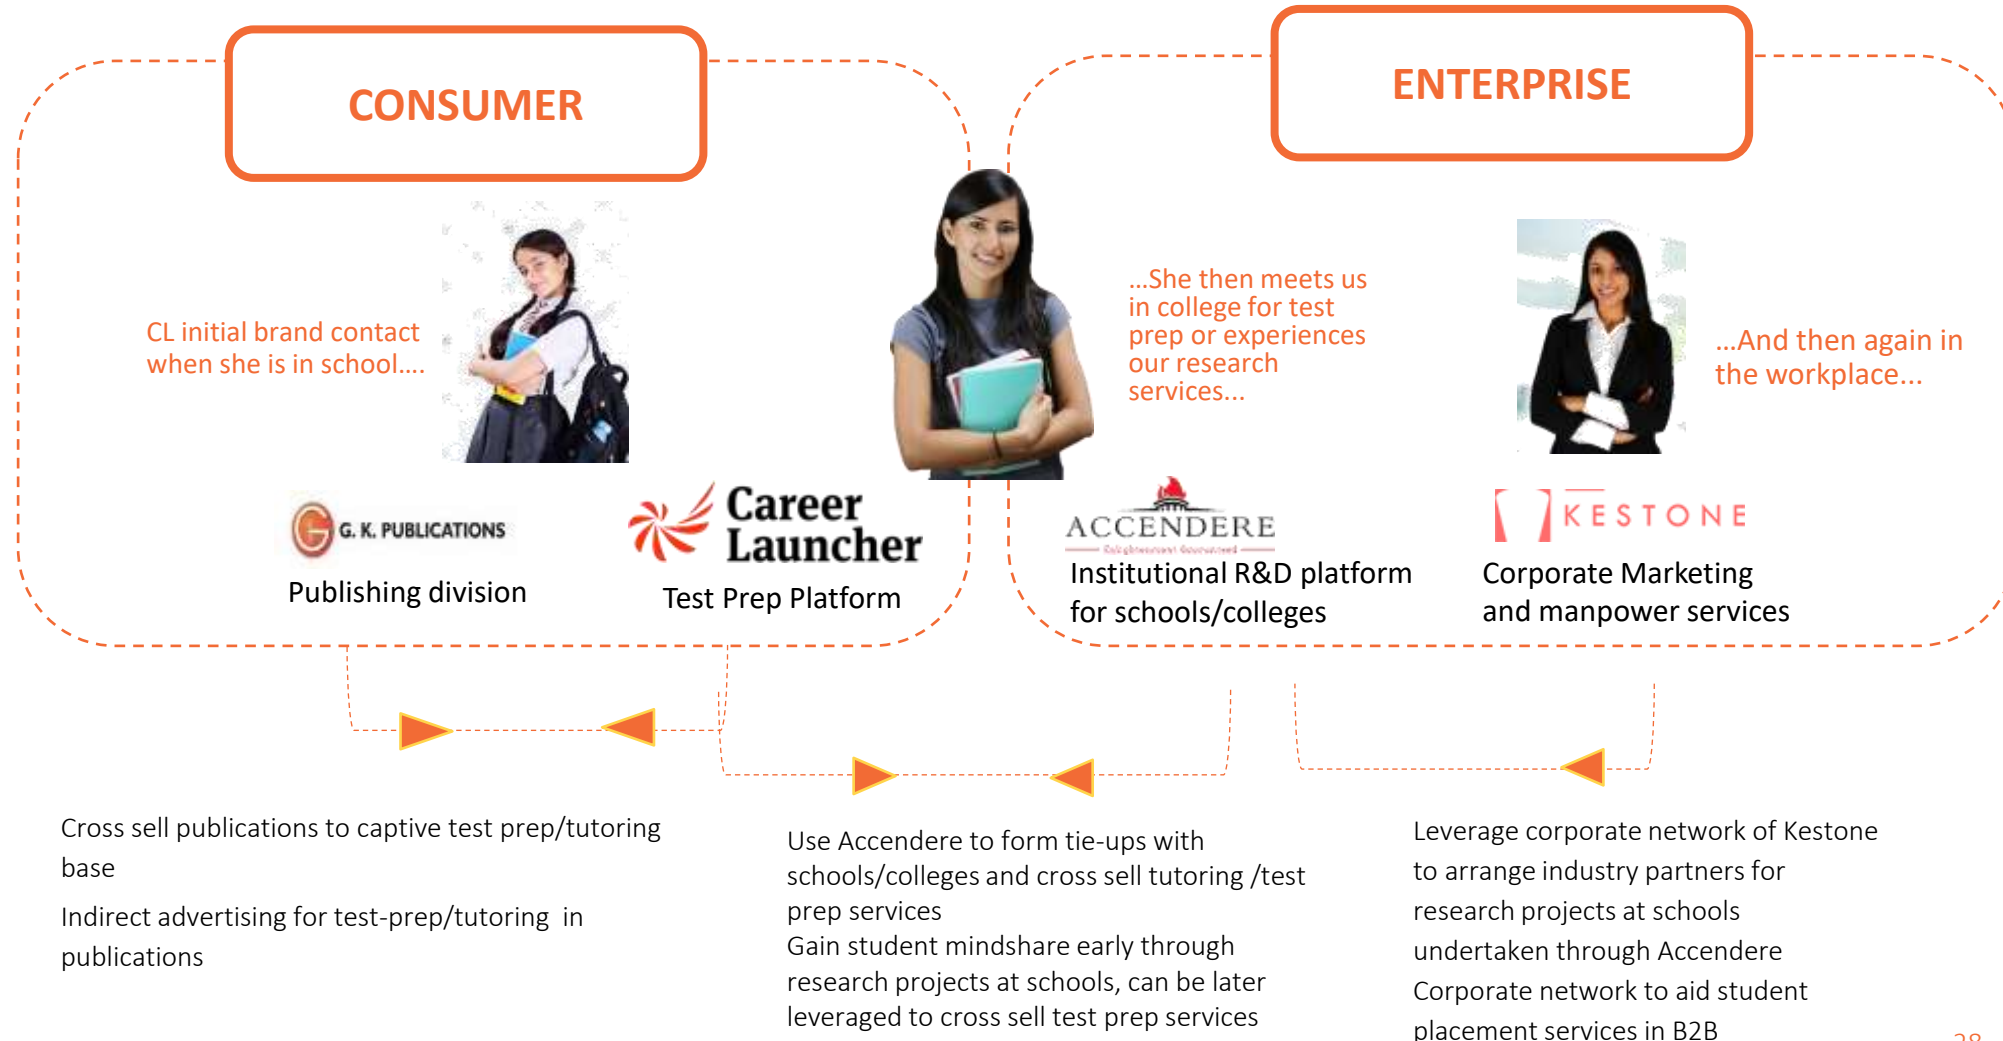 CONSUMER
ENTERPRISE
CL initial brand contact
when she is in school....
...She then meets us
in college for test
prep or experiences
our research
services...
...And then again in
the workplace...
G. K. PUBLICATIONS
Publishing division
Career
Launcher
Test Prep Platform
ACCENDERE
Institutional R&D platform
for schools/colleges
KESTONE
Corporate Marketing
and manpower services
Cross sell publications to captive test prep/tutoring
base
Indirect advertising for test-prep/tutoring  in
publications
Use Accendere to form tie-ups with
schools/colleges and cross sell tutoring /test
prep services
Gain student mindshare early through
research projects at schools, can be later
leveraged to cross sell test prep services
Leverage corporate network of Kestone
to arrange industry partners for
research projects at schools
undertaken through Accendere
Corporate network to aid student
placement services in B2B